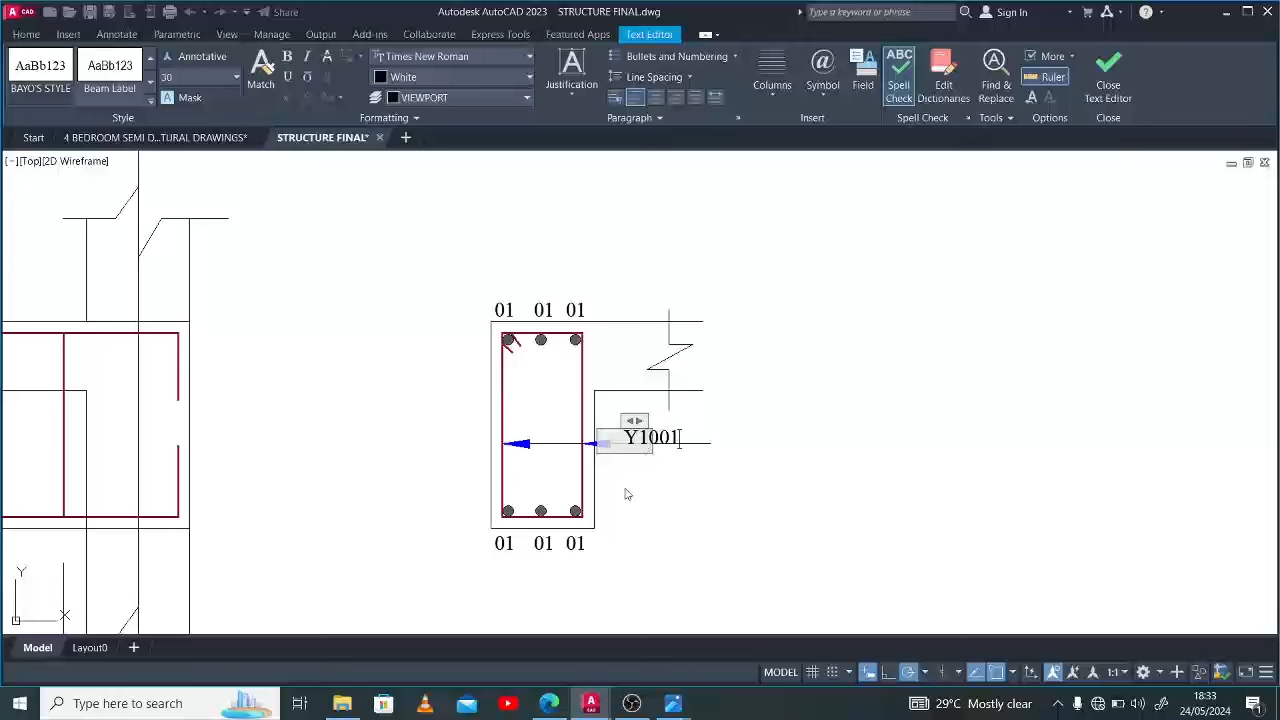 CAD
Share
Autodesk AutoCAD 2023 STRUCTURE FINAL.dwg
Type a keyword or phrase
Sign In
Home Insert Annotate Parametric View Manage Output Add-ins Collaborate Express Tools Featured Apps Text Editor
AaBb123
AaBb123
BAYO'S STYLE
Beam Label
Annotative
30
Mask
Style
Match
B I A
U O
Times New Roman
White
VIEWPORT
Formatting
Justification
Bullets and Numbering
Line Spacing
Paragraph
Columns
Symbol
Field
Insert
ABC
Spell
Check
Edit
Dictionaries
Spell Check
Find &
Replace
Tools
More
Ruler
Options
Close
Text Editor
Close
Start
4 BEDROOM SEMI D...TURAL DRAWINGS*
STRUCTURE FINAL*
[−][Top][2D Wireframe]
01 01 01
Y1001
01 01 01
Y
X
Model
Layout0
MODEL
1:1
Type here to search
29°C Mostly clear
18:33
24/05/2024